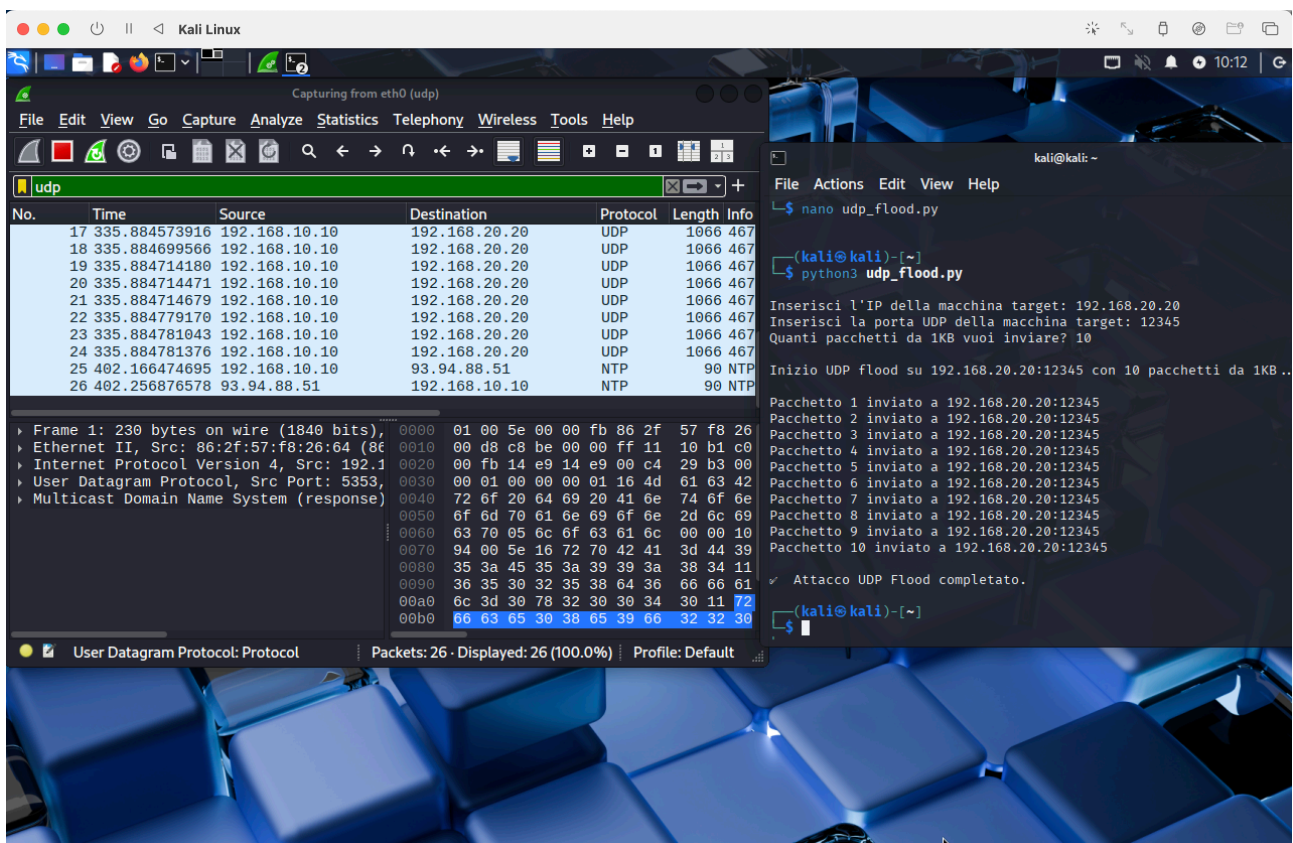 Kali Linux
10:12
Capturing from eth0 (udp)
File Edit View Go Capture Analyze Statistics Telephony Wireless Tools Help
udp
No. Time Source Destination Protocol Length Info
17 335.884573916 192.168.10.10 192.168.20.20 UDP 1066 467
18 335.884699566 192.168.10.10 192.168.20.20 UDP 1066 467
19 335.884714180 192.168.10.10 192.168.20.20 UDP 1066 467
20 335.884714471 192.168.10.10 192.168.20.20 UDP 1066 467
21 335.884714679 192.168.10.10 192.168.20.20 UDP 1066 467
22 335.884779170 192.168.10.10 192.168.20.20 UDP 1066 467
23 335.884781043 192.168.10.10 192.168.20.20 UDP 1066 467
24 335.884781376 192.168.10.10 192.168.20.20 UDP 1066 467
25 402.166474695 192.168.10.10 93.94.88.51 NTP 90 NTP
26 402.256876578 93.94.88.51 192.168.10.10 NTP 90 NTP
Frame 1: 230 bytes on wire (1840 bits),
Ethernet II, Src: 86:2f:57:f8:26:64 (86
Internet Protocol Version 4, Src: 192.1
User Datagram Protocol, Src Port: 5353,
Multicast Domain Name System (response)
0000 01 00 5e 00 00 fb 86 2f 57 f8 26
0010 00 d8 c8 be 00 00 ff 11 10 b1 c0
0020 00 fb 14 e9 14 e9 00 c4 29 b3 00
0030 00 01 00 00 00 01 16 4d 61 63 42
0040 72 6f 20 64 69 20 41 6e 74 6f 6e
0050 6f 6d 70 61 6e 69 6f 6e 2d 6c 69
0060 63 70 05 6c 6f 63 61 6c 00 00 10
0070 94 00 5e 16 72 70 42 41 3d 44 39
0080 35 3a 45 35 3a 39 39 3a 38 34 11
0090 36 35 30 32 35 38 64 36 66 66 61
00a0 6c 3d 30 78 32 30 30 34 30 11 72
00b0 66 63 65 30 38 65 39 66 32 32 30
User Datagram Protocol: Protocol
Packets: 26 · Displayed: 26 (100.0%)
Profile: Default
kali@kali: ~
File Actions Edit View Help
└─$ nano udp_flood.py
┌──(kali㉿kali)-[~]
└─$ python3 udp_flood.py
Inserisci l'IP della macchina target: 192.168.20.20
Inserisci la porta UDP della macchina target: 12345
Quanti pacchetti da 1KB vuoi inviare? 10
Inizio UDP flood su 192.168.20.20:12345 con 10 pacchetti da 1KB..
Pacchetto 1 inviato a 192.168.20.20:12345
Pacchetto 2 inviato a 192.168.20.20:12345
Pacchetto 3 inviato a 192.168.20.20:12345
Pacchetto 4 inviato a 192.168.20.20:12345
Pacchetto 5 inviato a 192.168.20.20:12345
Pacchetto 6 inviato a 192.168.20.20:12345
Pacchetto 7 inviato a 192.168.20.20:12345
Pacchetto 8 inviato a 192.168.20.20:12345
Pacchetto 9 inviato a 192.168.20.20:12345
Pacchetto 10 inviato a 192.168.20.20:12345
✓ Attacco UDP Flood completato.
┌──(kali㉿kali)-[~]
└─$